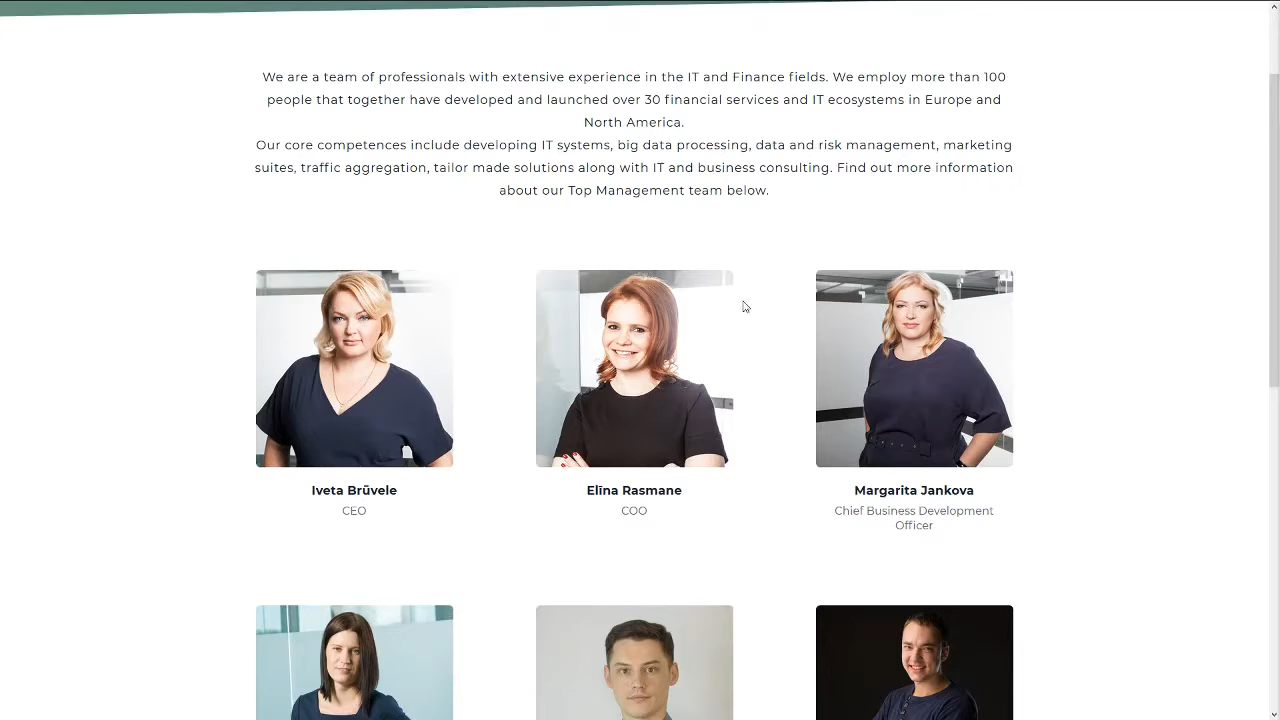 We are a team of professionals with extensive experience in the IT and Finance fields. We employ more than 100
people that together have developed and launched over 30 financial services and IT ecosystems in Europe and
North America.
Our core competences include developing IT systems, big data processing, data and risk management, marketing
suites, traffic aggregation, tailor made solutions along with IT and business consulting. Find out more information
about our Top Management team below.
Iveta Brūvele
CEO
Elīna Rasmane
COO
Margarita Jankova
Chief Business Development
Officer